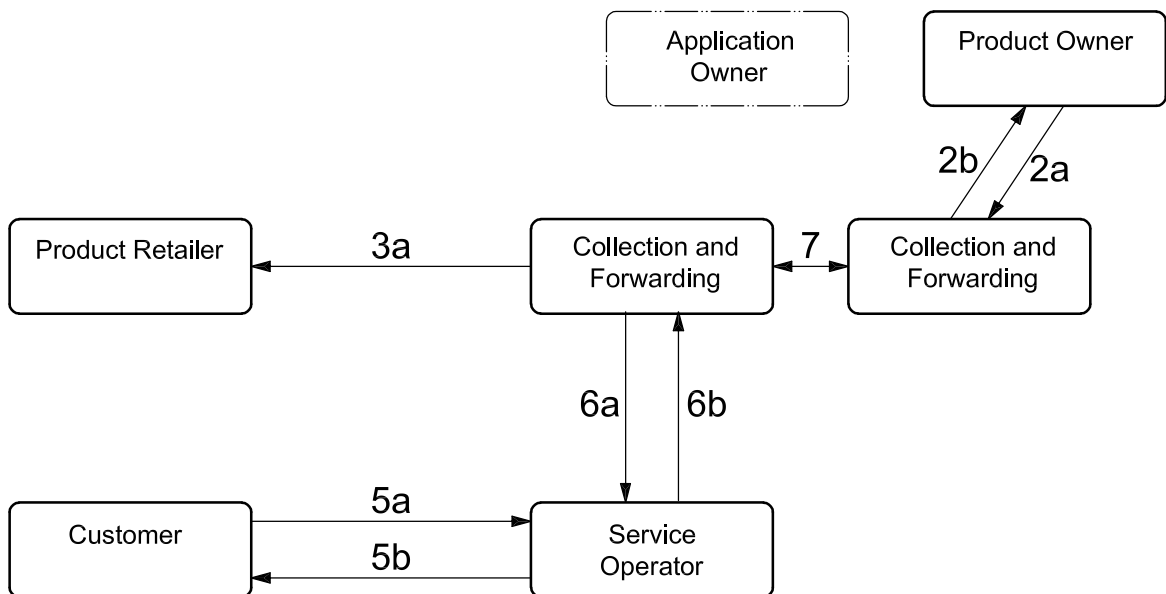 Application
Owner
Product Owner
2b
2a
Product Retailer
3a
Collection and
Forwarding
7
Collection and
Forwarding
6a
6b
Customer
5a
5b
Service
Operator